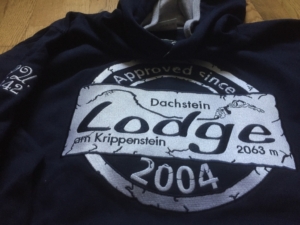 Approved since
Dachstein
Lodge
am Krippenstein
2063 m
2004